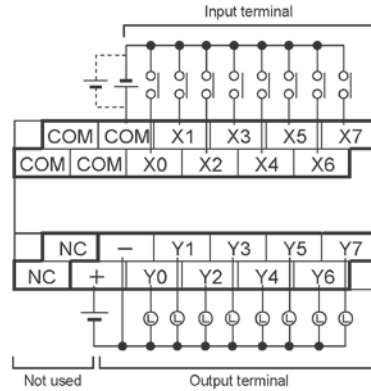 Input terminal
COM COM X1 X3 X5 X7
COM COM X0 X2 X4 X6
NC − Y1 Y3 Y5 Y7
NC + Y0 Y2 Y4 Y6
L L L L L L L L
Not used Output terminal